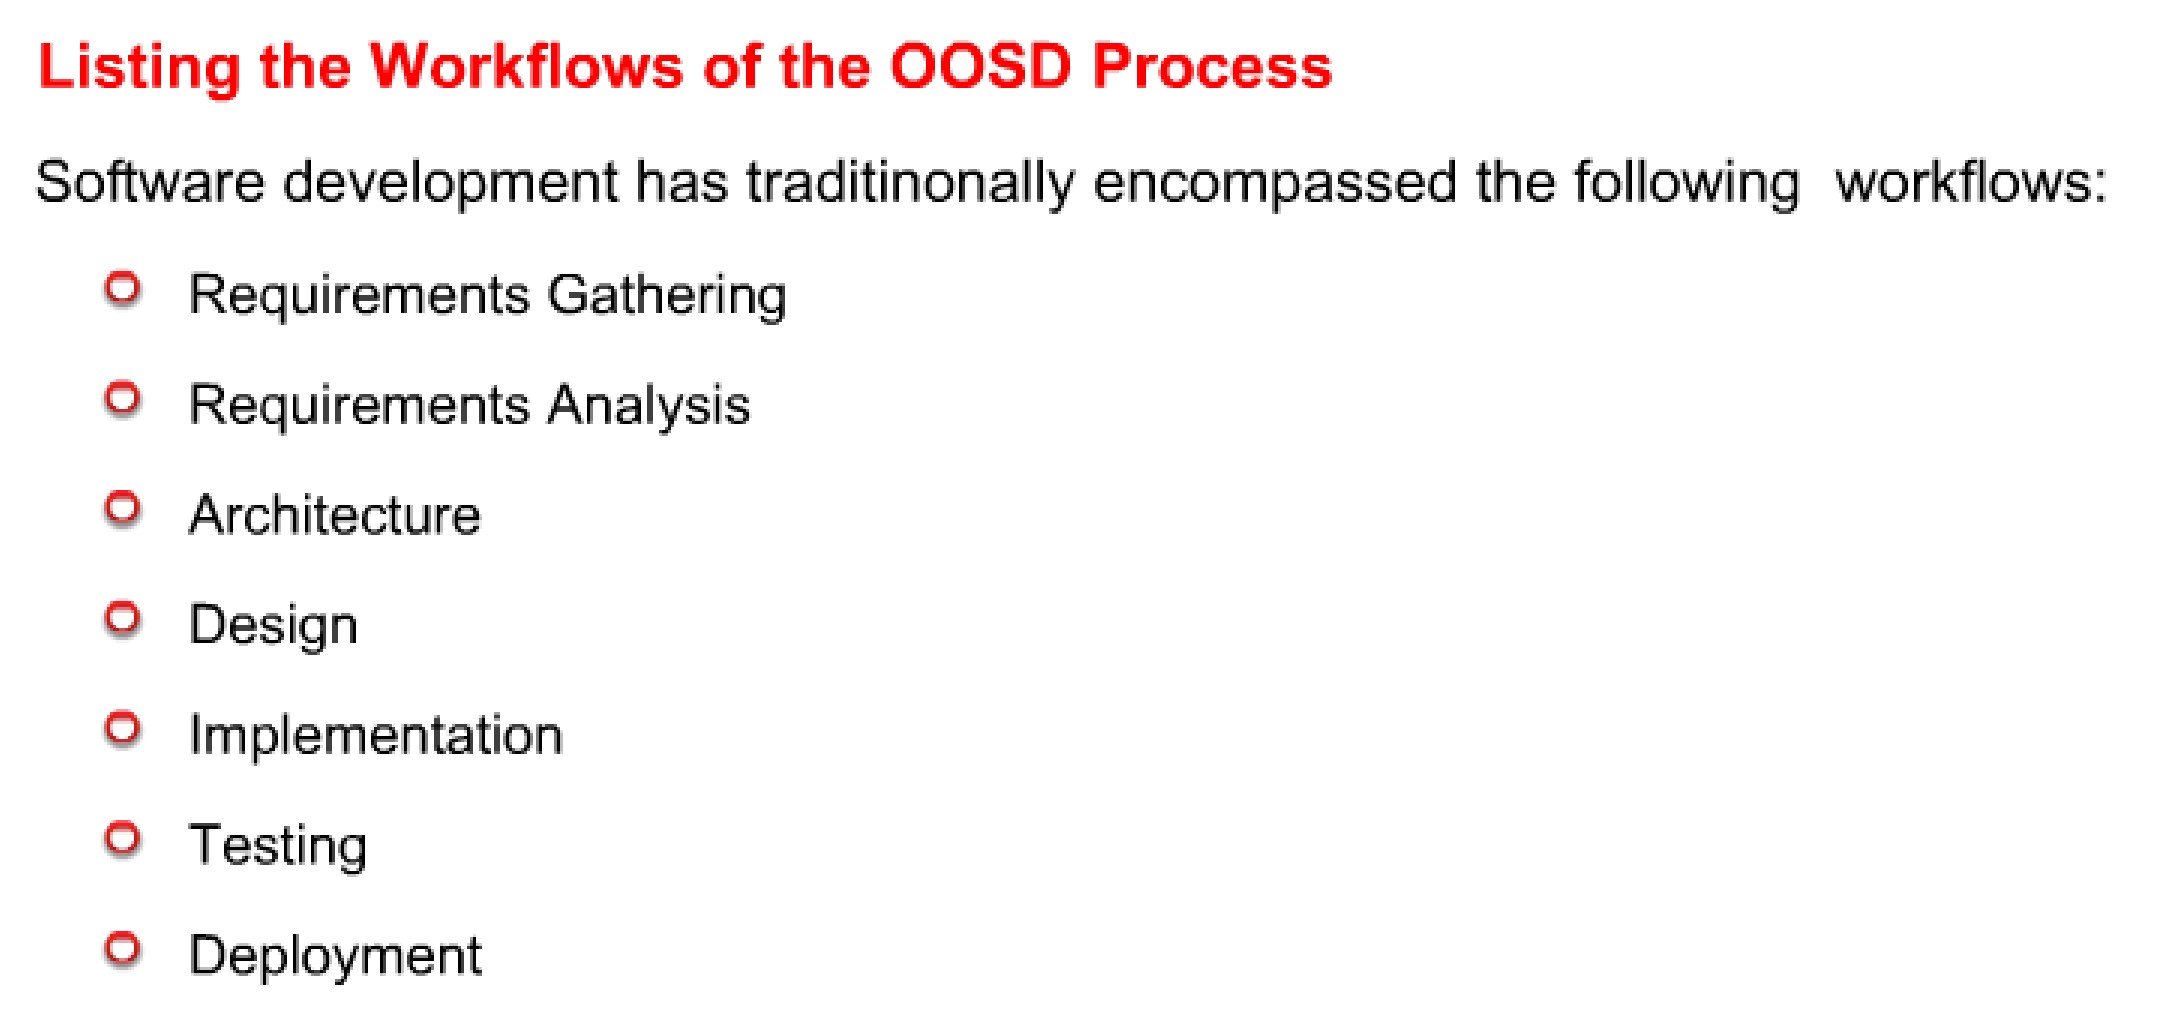 Listing the Workflows of the OOSD Process
Software development has traditinonally encompassed the following  workflows:
Requirements Gathering
Requirements Analysis
Architecture
Design
Implementation
Testing
Deployment